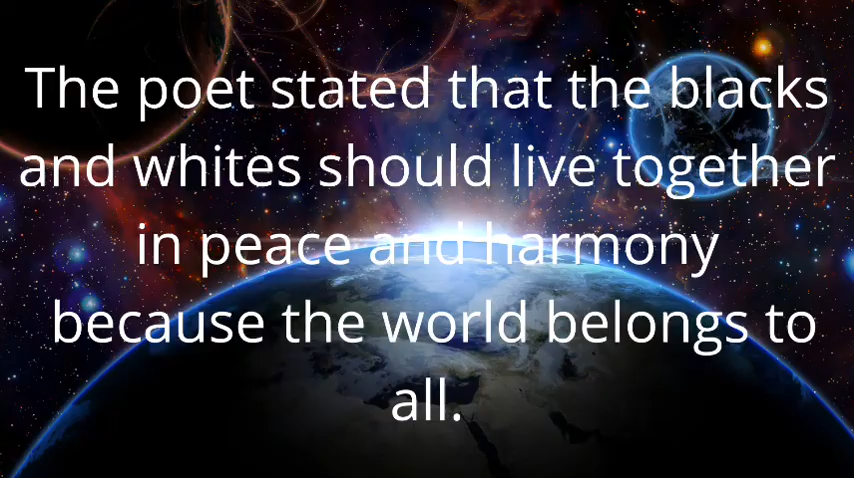 The poet stated that the blacks
and whites should live together
in peace and harmony
because the world belongs to
all.